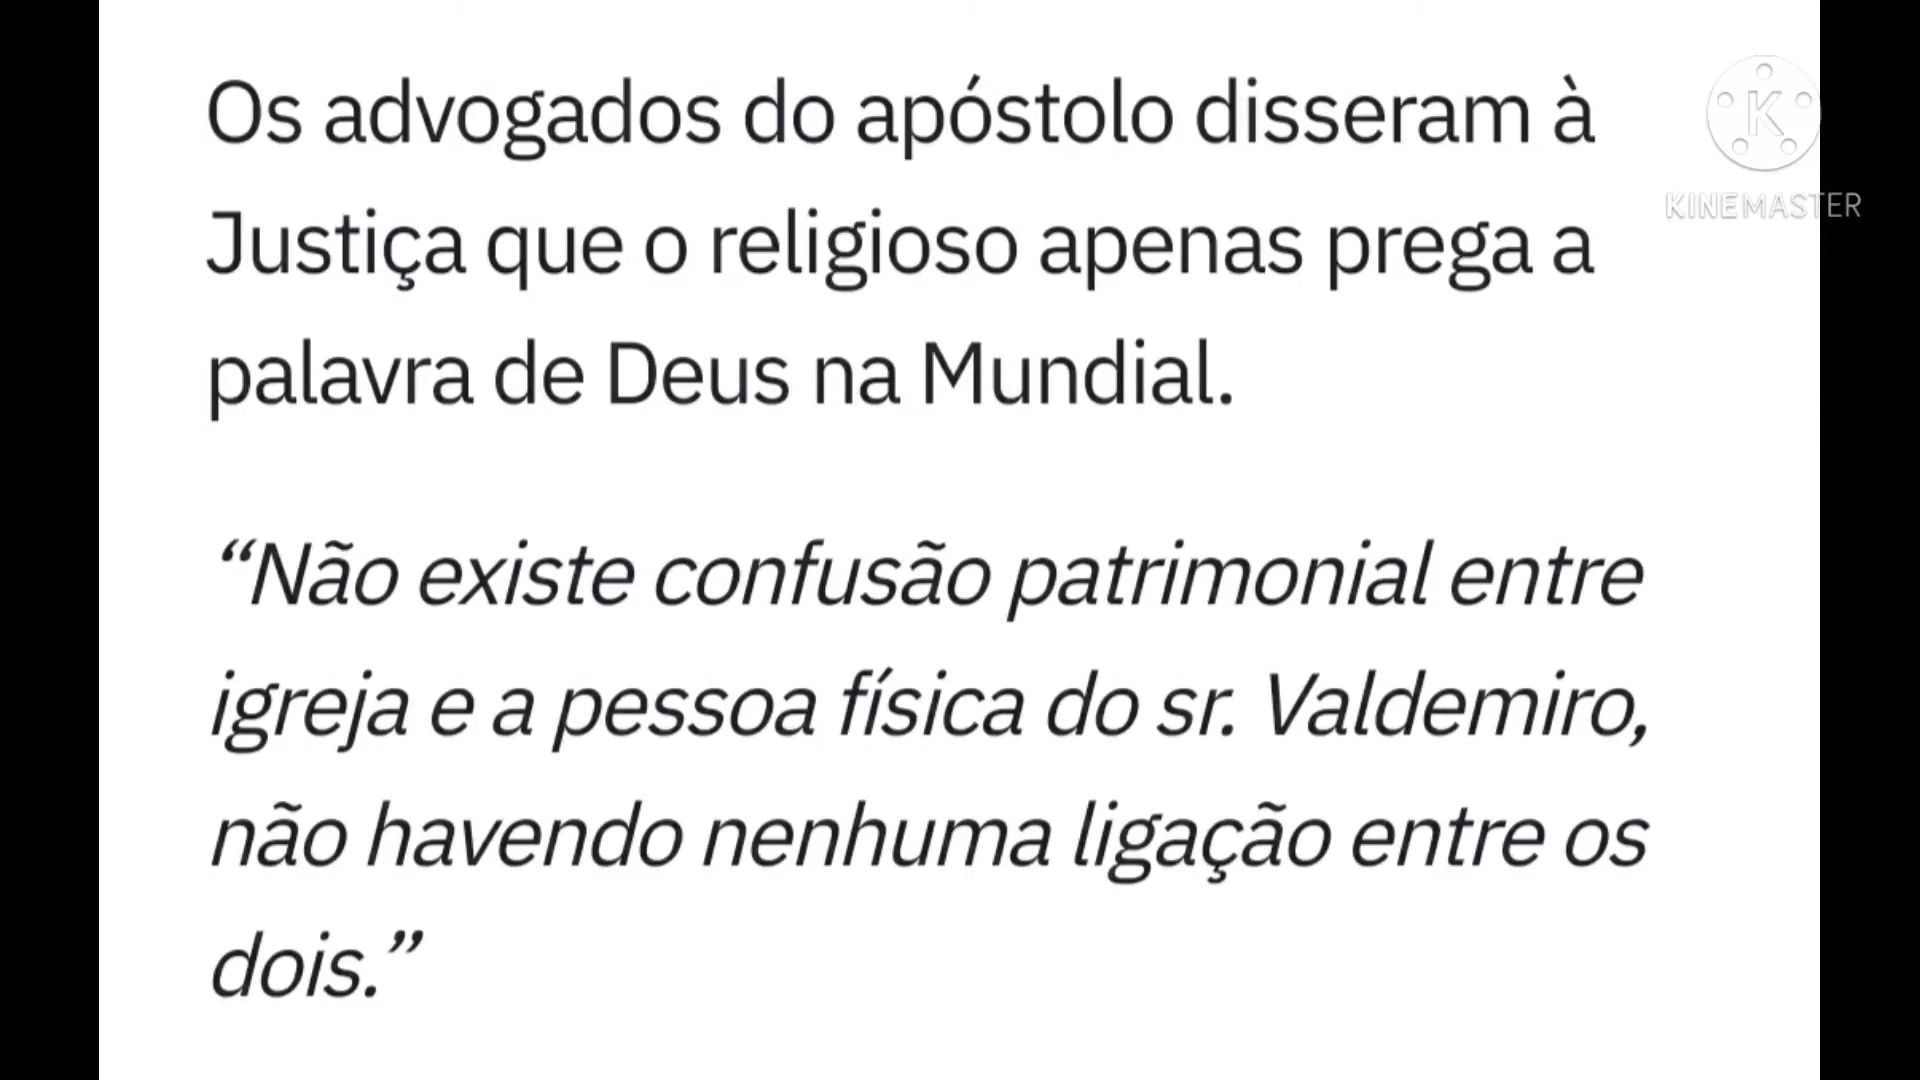 Os advogados do apóstolo disseram à
Justiça que o religioso apenas prega a
palavra de Deus na Mundial.
“Não existe confusão patrimonial entre
igreja e a pessoa física do sr. Valdemiro,
não havendo nenhuma ligação entre os
dois.”
K
KINEMASTER